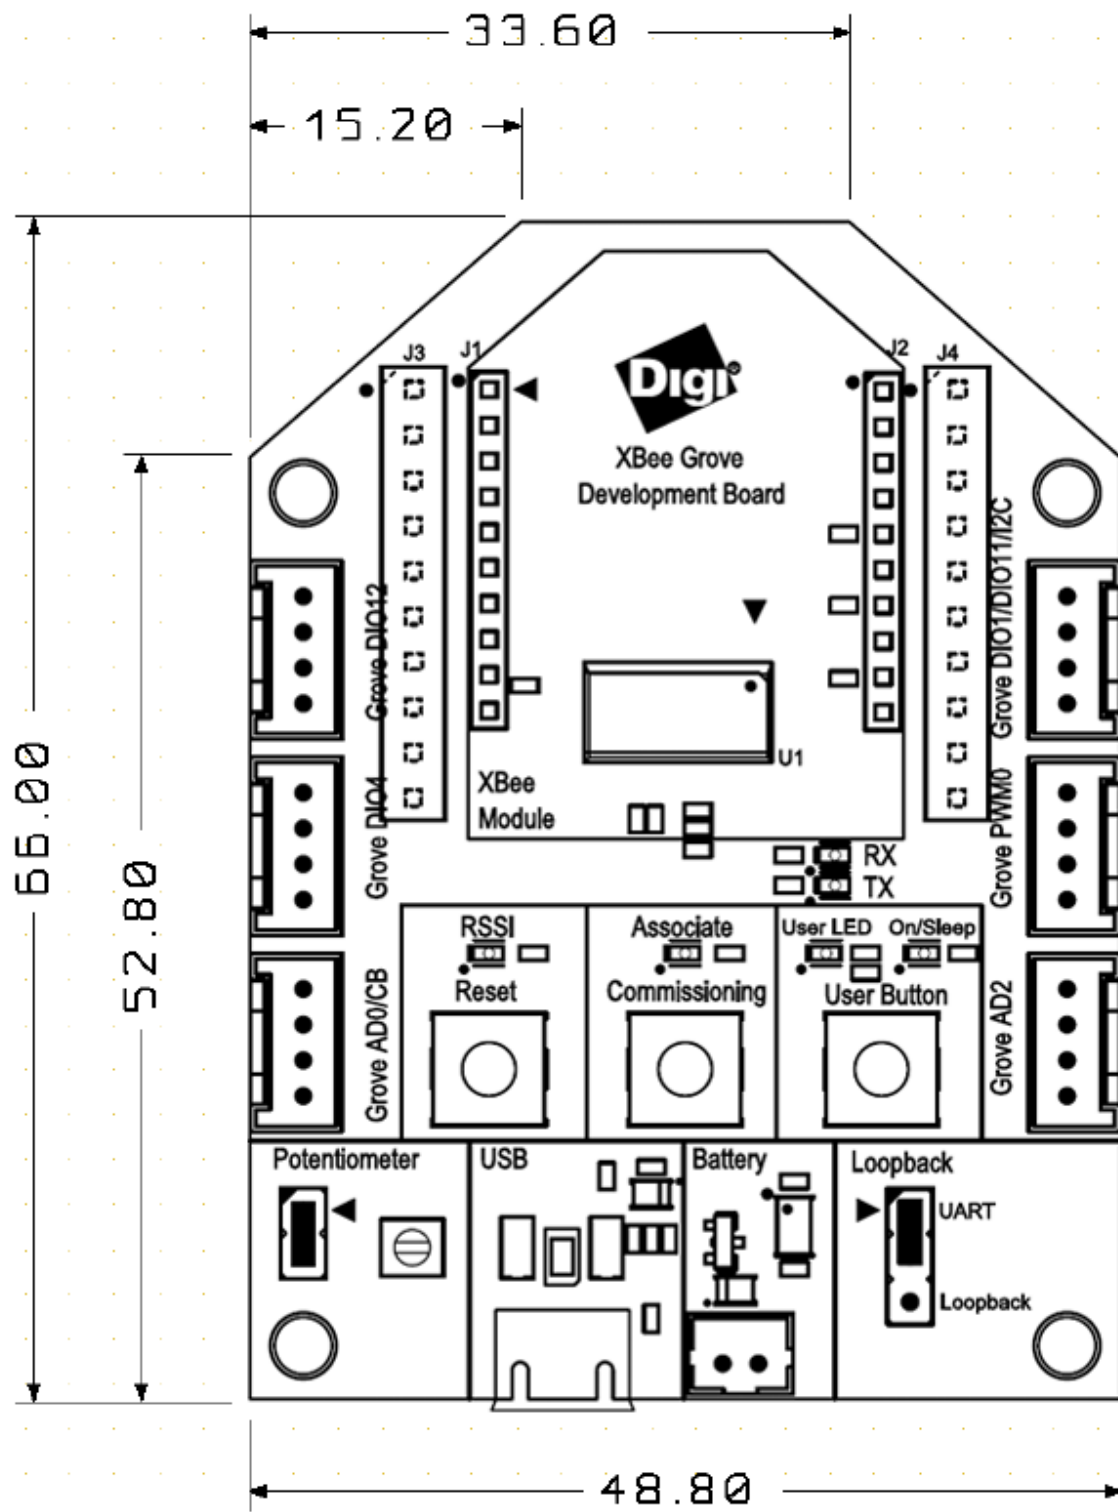 33.60
15.20
J3
J1
J2
J4
Digi®
XBee Grove
Development Board
Grove DIO12
Grove DIO1/DIO11/I2C
66.00
52.80
U1
XBee
Module
Grove DIO4
Grove PWM0
RX
TX
RSSI
Associate
User LED
On/Sleep
Reset
Commissioning
User Button
Grove AD0/CB
Grove AD2
Potentiometer
USB
Battery
Loopback
UART
Loopback
48.80